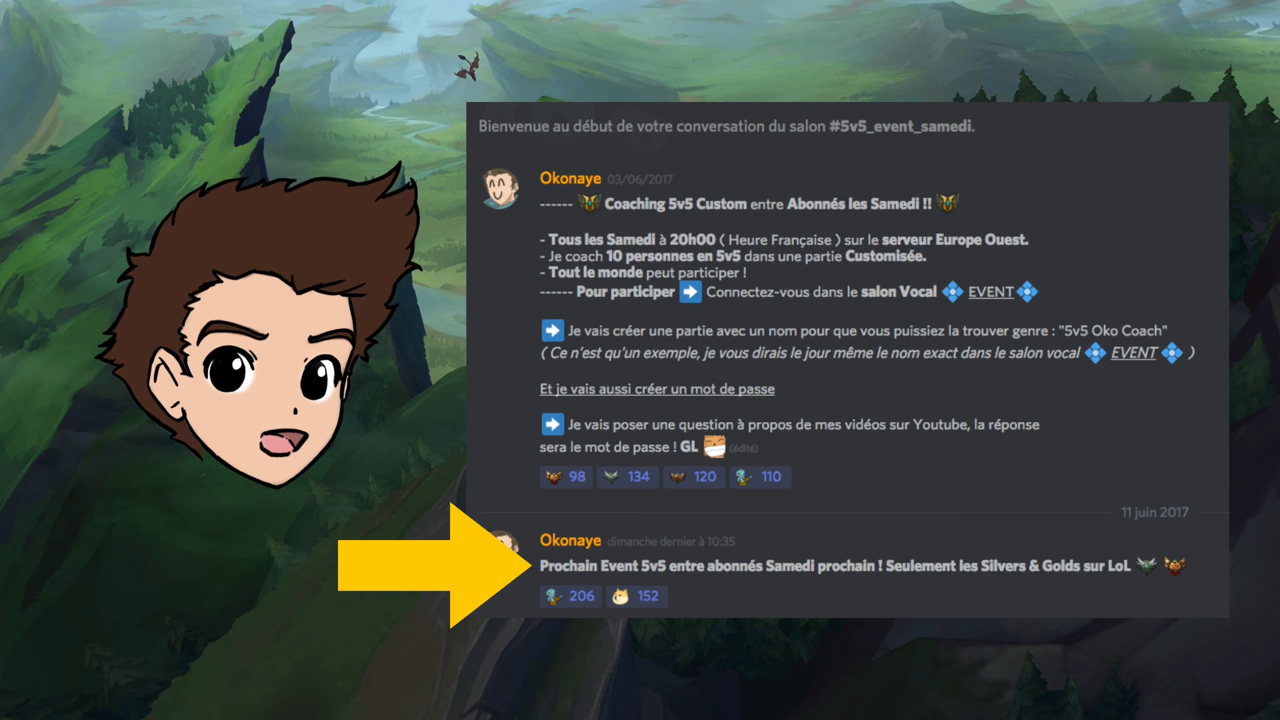 Bienvenue au début de votre conversation du salon #5v5_event_samedi.
Okonaye 03/06/2017
------ Coaching 5v5 Custom entre Abonnés les Samedi !!
- Tous les Samedi à 20h00 ( Heure Française ) sur le serveur Europe Ouest.
- Je coach 10 personnes en 5v5 dans une partie Customisée.
- Tout le monde peut participer !
------ Pour participer ➡ Connectez-vous dans le salon Vocal 💠 EVENT 💠
➡ Je vais créer une partie avec un nom pour que vous puissiez la trouver genre : "5v5 Oko Coach"
( Ce n'est qu'un exemple, je vous dirais le jour même le nom exact dans le salon vocal 💠 EVENT 💠 )
Et je vais aussi créer un mot de passe
➡ Je vais poser une question à propos de mes vidéos sur Youtube, la réponse
sera le mot de passe ! GL (édité)
98 134 120 110
11 juin 2017
Okonaye dimanche dernier à 10:35
Prochain Event 5v5 entre abonnés Samedi prochain ! Seulement les Silvers & Golds sur LoL
206 152